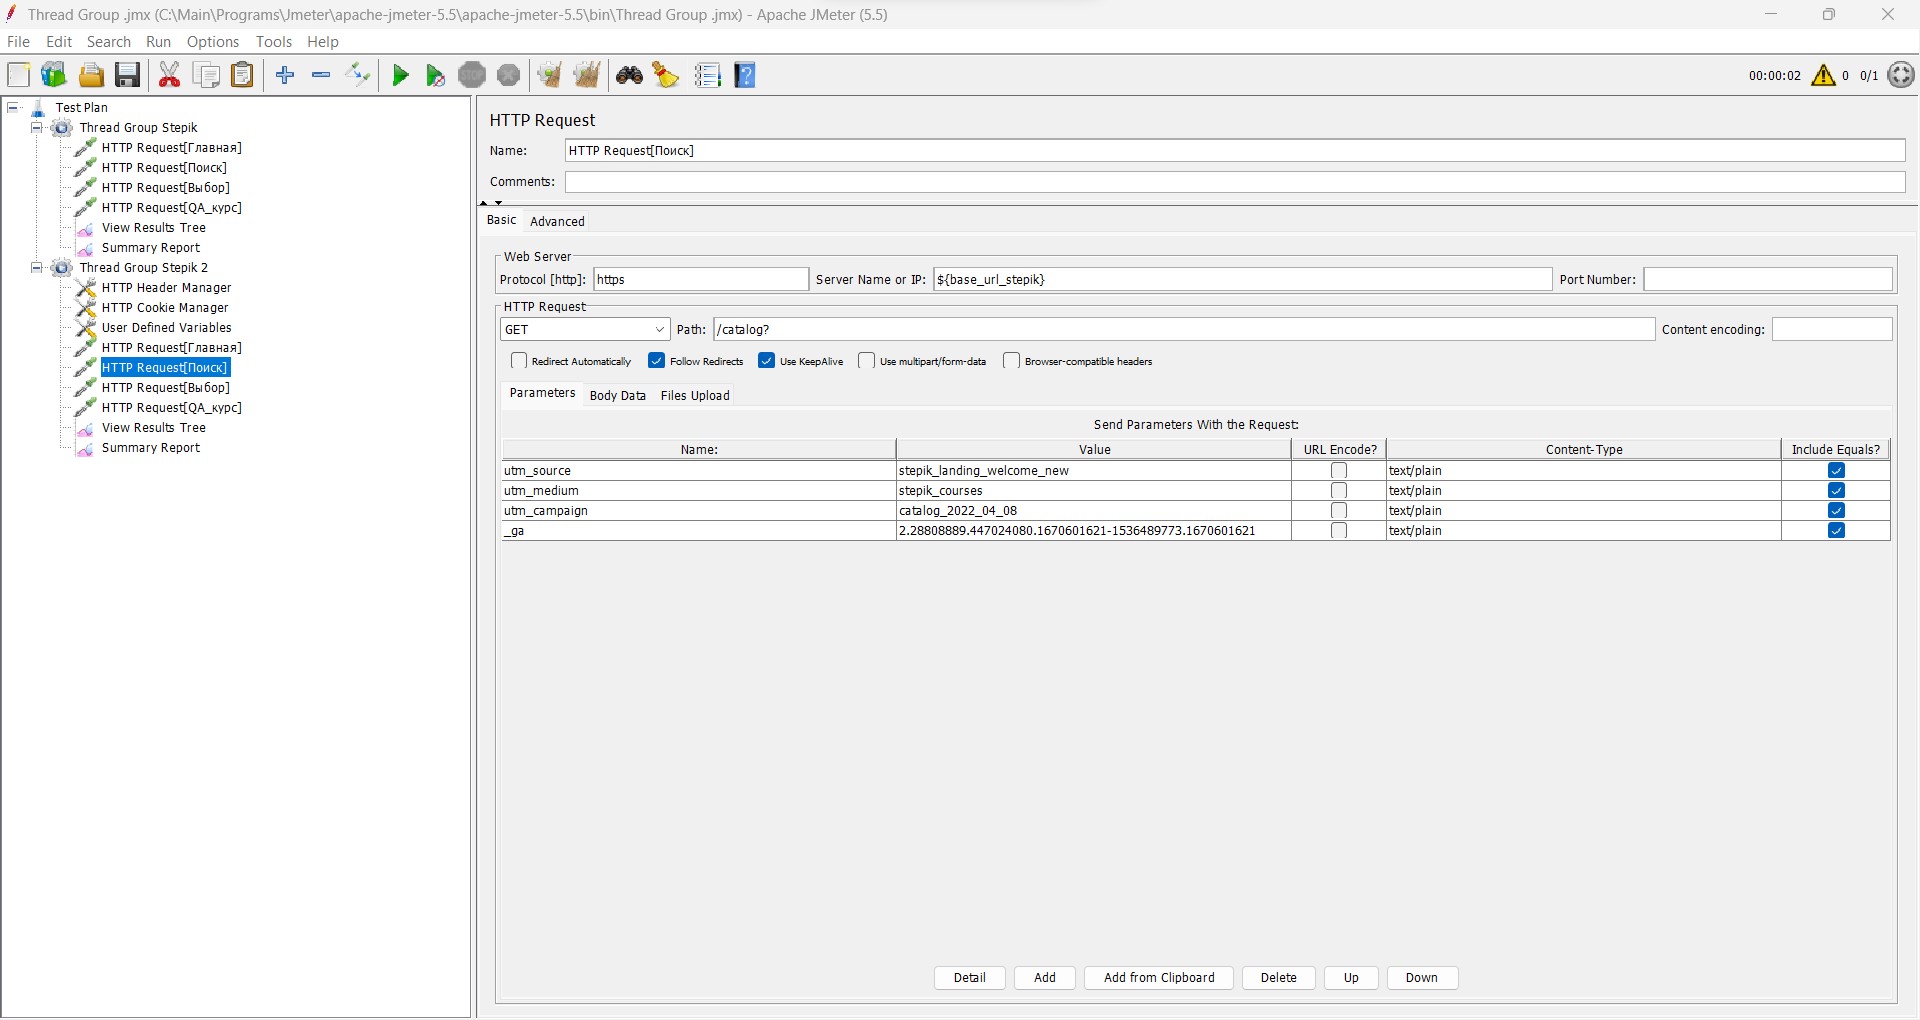 Thread Group .jmx (C:\Main\Programs\Jmeter\apache-jmeter-5.5\apache-jmeter-5.5\bin\Thread Group .jmx) - Apache JMeter (5.5)
File Edit Search Run Options Tools Help
STOP 00:00:02 0 0/1
Test Plan
Thread Group Stepik
HTTP Request[Главная]
HTTP Request[Поиск]
HTTP Request[Выбор]
HTTP Request[QA_курс]
View Results Tree
Summary Report
Thread Group Stepik 2
HTTP Header Manager
HTTP Cookie Manager
User Defined Variables
HTTP Request[Главная]
HTTP Request[Поиск]
HTTP Request[Выбор]
HTTP Request[QA_курс]
View Results Tree
Summary Report
HTTP Request
Name: HTTP Request[Поиск]
Comments:
Basic Advanced
Web Server
Protocol [http]: https Server Name or IP: ${base_url_stepik} Port Number:
HTTP Request
GET Path: /catalog? Content encoding:
Redirect Automatically Follow Redirects Use KeepAlive Use multipart/form-data Browser-compatible headers
Parameters Body Data Files Upload
Send Parameters With the Request:
Name: Value URL Encode? Content-Type Include Equals?
utm_source stepik_landing_welcome_new text/plain
utm_medium stepik_courses text/plain
utm_campaign catalog_2022_04_08 text/plain
_ga 2.28808889.447024080.1670601621-1536489773.1670601621 text/plain
Detail Add Add from Clipboard Delete Up Down